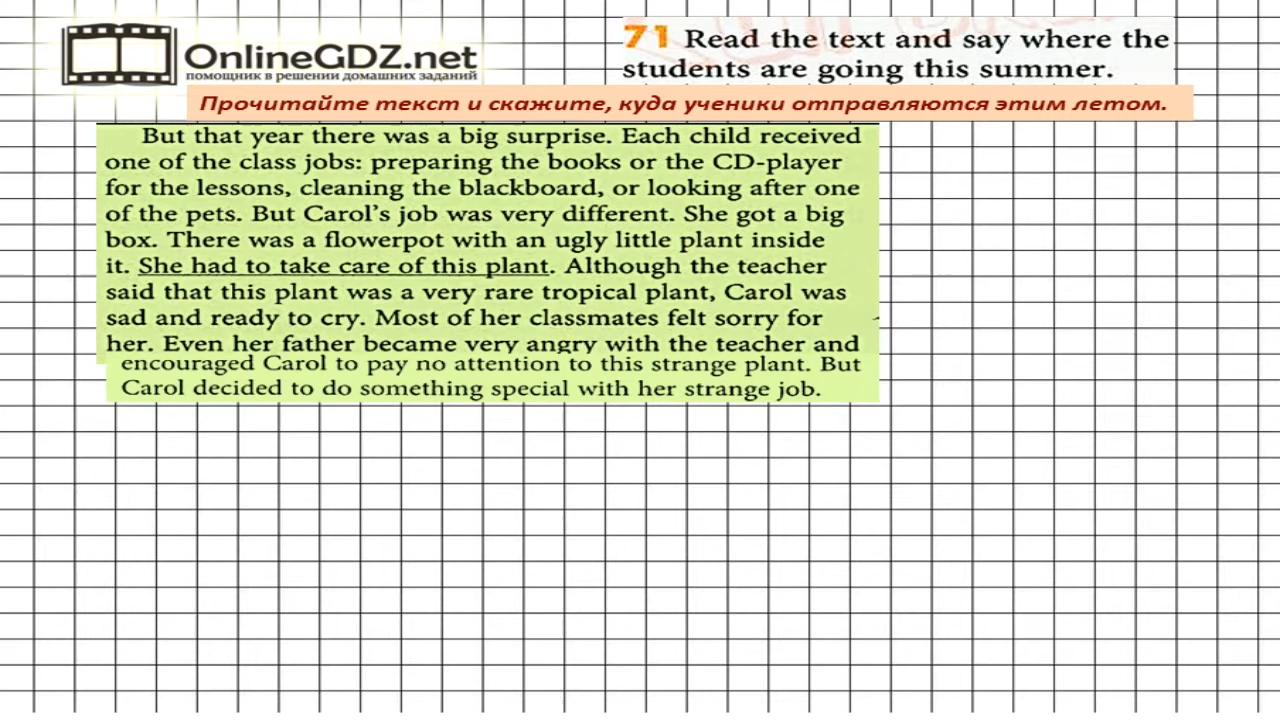 OnlineGDZ.net
помощник в решении домашних заданий
71 Read the text and say where the
students are going this summer.
Прочитайте текст и скажите, куда ученики отправляются этим летом.
But that year there was a big surprise. Each child received
one of the class jobs: preparing the books or the CD-player
for the lessons, cleaning the blackboard, or looking after one
of the pets. But Carol's job was very different. She got a big
box. There was a flowerpot with an ugly little plant inside
it. She had to take care of this plant. Although the teacher
said that this plant was a very rare tropical plant, Carol was
sad and ready to cry. Most of her classmates felt sorry for
her. Even her father became very angry with the teacher and
encouraged Carol to pay no attention to this strange plant. But
Carol decided to do something special with her strange job.